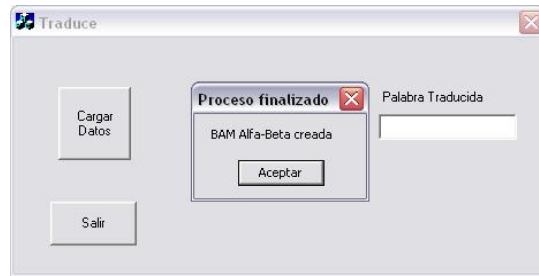 Traduce
Cargar
Datos
Proceso finalizado
BAM Alfa-Beta creada
Aceptar
Palabra Traducida
Salir